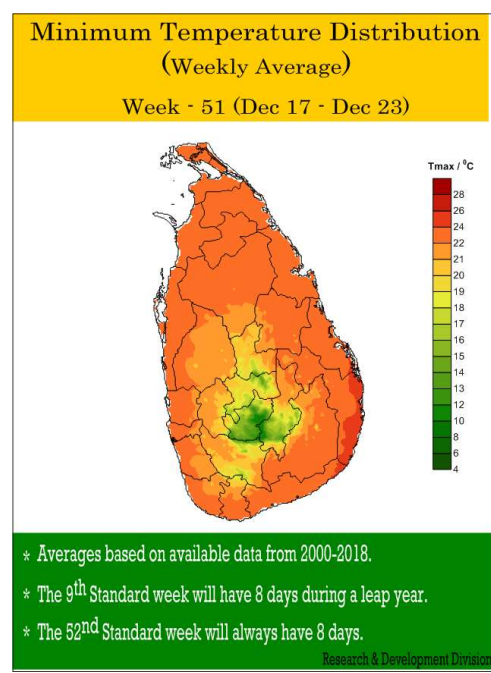 Minimum Temperature Distribution
(Weekly Average)
Week - 51 (Dec 17 - Dec 23)
Tmax / ⁰C
28
26
24
22
21
20
19
18
17
16
15
14
13
12
10
8
6
4
* Averages based on available data from 2000-2018.
* The 9th Standard week will have 8 days during a leap year.
* The 52nd Standard week will always have 8 days.
Research & Development Division